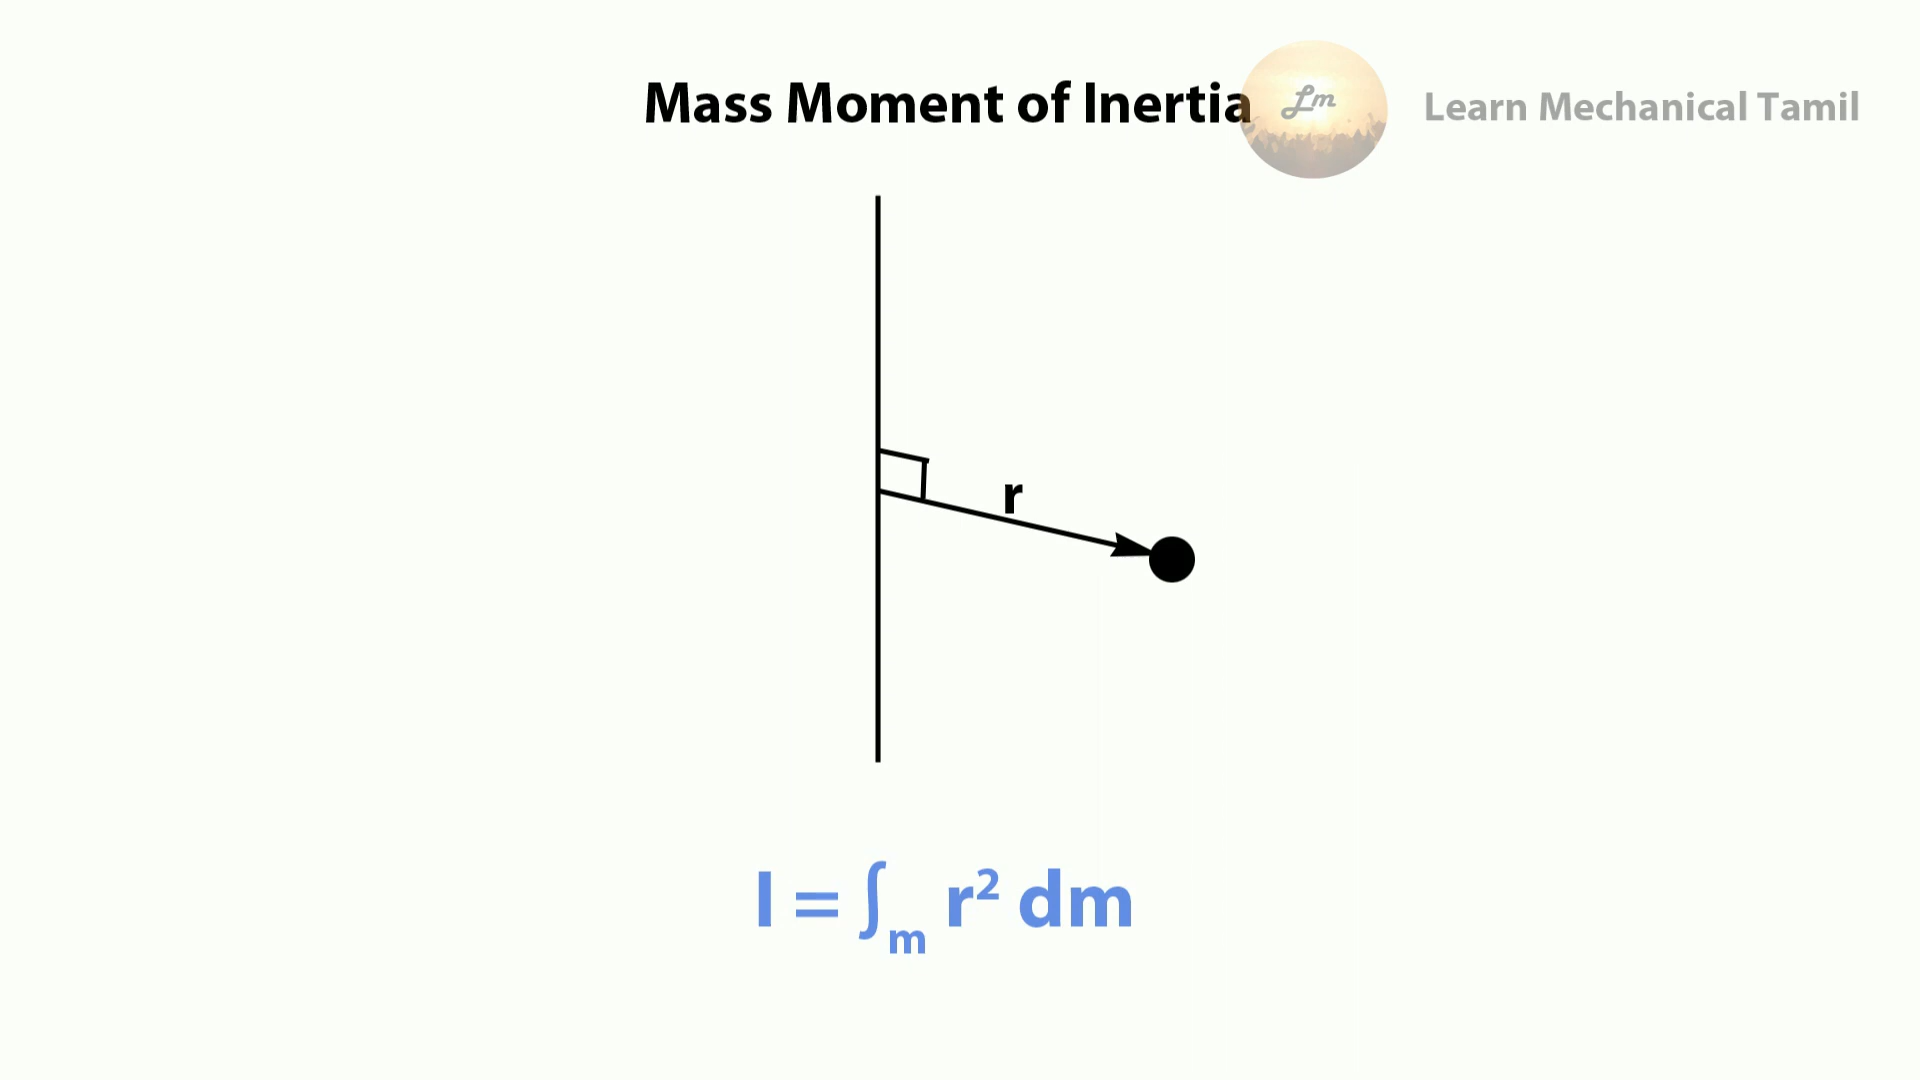 Mass Moment of Inertia
Lm
Learn Mechanical Tamil
r
I = ∫ₘ r² dm